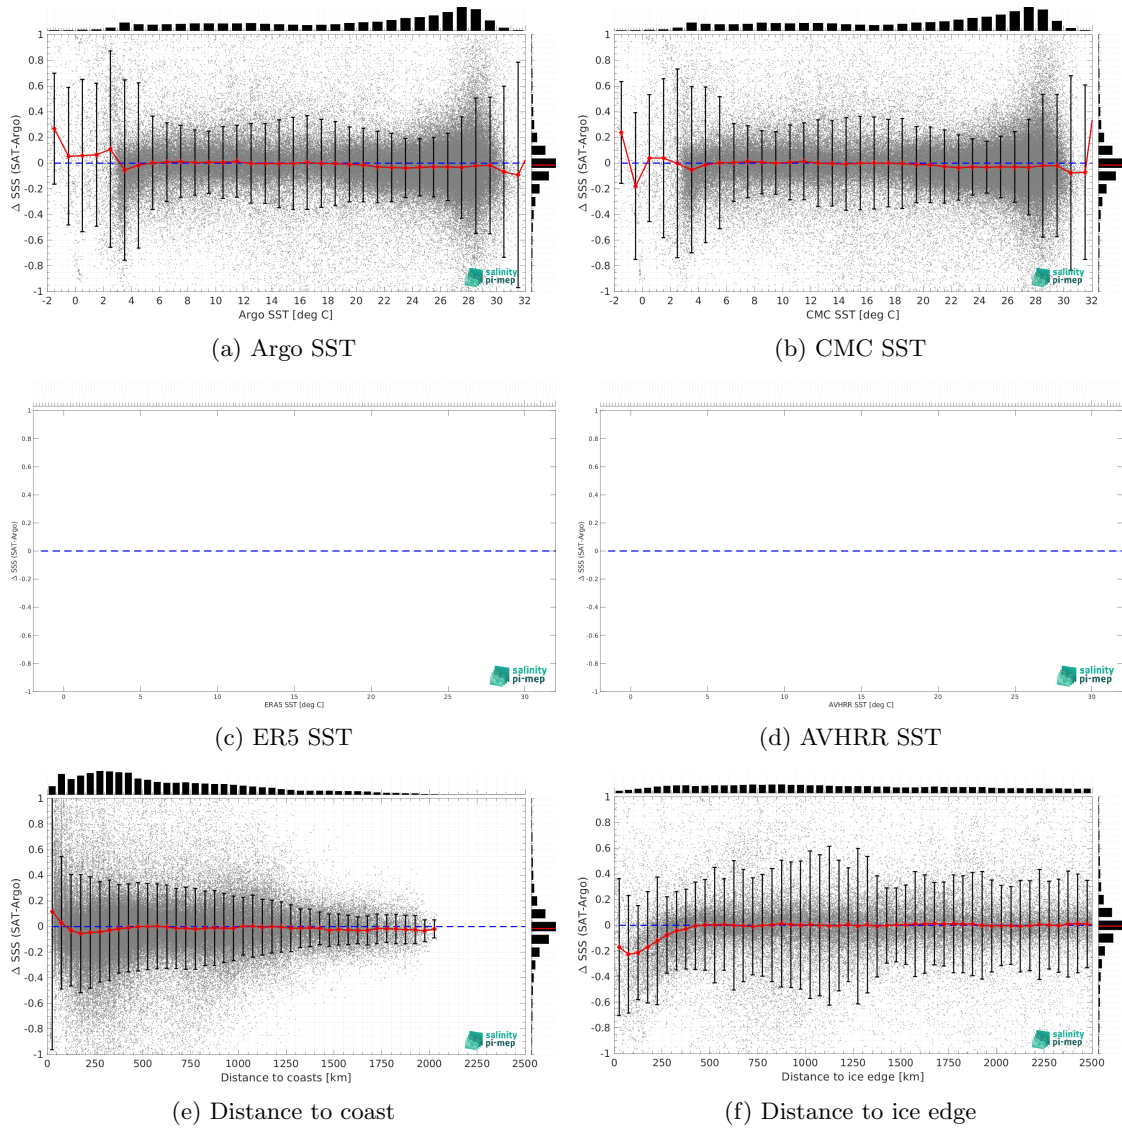 1
0.8
0.6
0.4
0.2
0
-0.2
-0.4
-0.6
-0.8
-1
Δ SSS (SAT-Argo)
salinity
pi-mep
-2 0 2 4 6 8 10 12 14 16 18 20 22 24 26 28 30 32
Argo SST [deg C]
(a) Argo SST
1
0.8
0.6
0.4
0.2
0
-0.2
-0.4
-0.6
-0.8
-1
Δ SSS (SAT-Argo)
salinity
pi-mep
-2 0 2 4 6 8 10 12 14 16 18 20 22 24 26 28 30 32
CMC SST [deg C]
(b) CMC SST
1
0.8
0.6
0.4
0.2
0
-0.2
-0.4
-0.6
-0.8
-1
Δ SSS (SAT-Argo)
salinity
pi-mep
0 5 10 15 20 25 30
ERA5 SST [deg C]
(c) ER5 SST
1
0.8
0.6
0.4
0.2
0
-0.2
-0.4
-0.6
-0.8
-1
Δ SSS (SAT-Argo)
salinity
pi-mep
0 5 10 15 20 25 30
AVHRR SST [deg C]
(d) AVHRR SST
1
0.8
0.6
0.4
0.2
0
-0.2
-0.4
-0.6
-0.8
-1
Δ SSS (SAT-Argo)
salinity
pi-mep
0 250 500 750 1000 1250 1500 1750 2000 2250 2500
Distance to coasts [km]
(e) Distance to coast
1
0.8
0.6
0.4
0.2
0
-0.2
-0.4
-0.6
-0.8
-1
Δ SSS (SAT-Argo)
salinity
pi-mep
0 250 500 750 1000 1250 1500 1750 2000 2250 2500
Distance to ice edge [km]
(f) Distance to ice edge